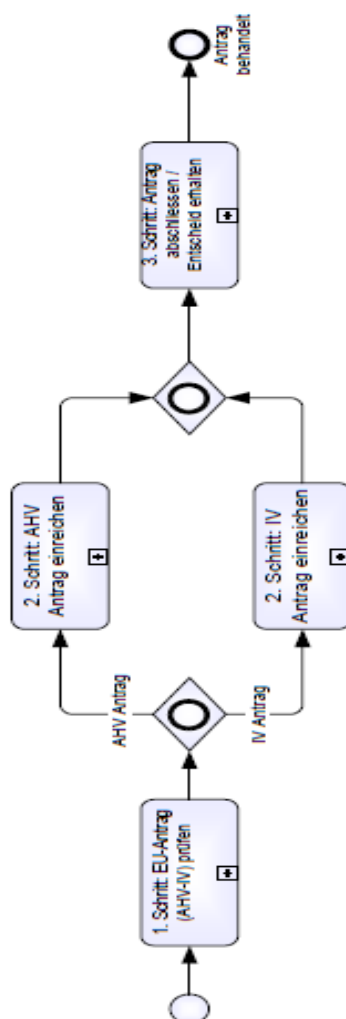 1. Schritt: EU-Antrag
(AHV-IV) prüfen
AHV Antrag
IV Antrag
2. Schritt: AHV
Antrag einreichen
2. Schritt: IV
Antrag einreichen
3. Schritt: Antrag
abschliessen /
Entscheid erhalten
Antrag
behandelt